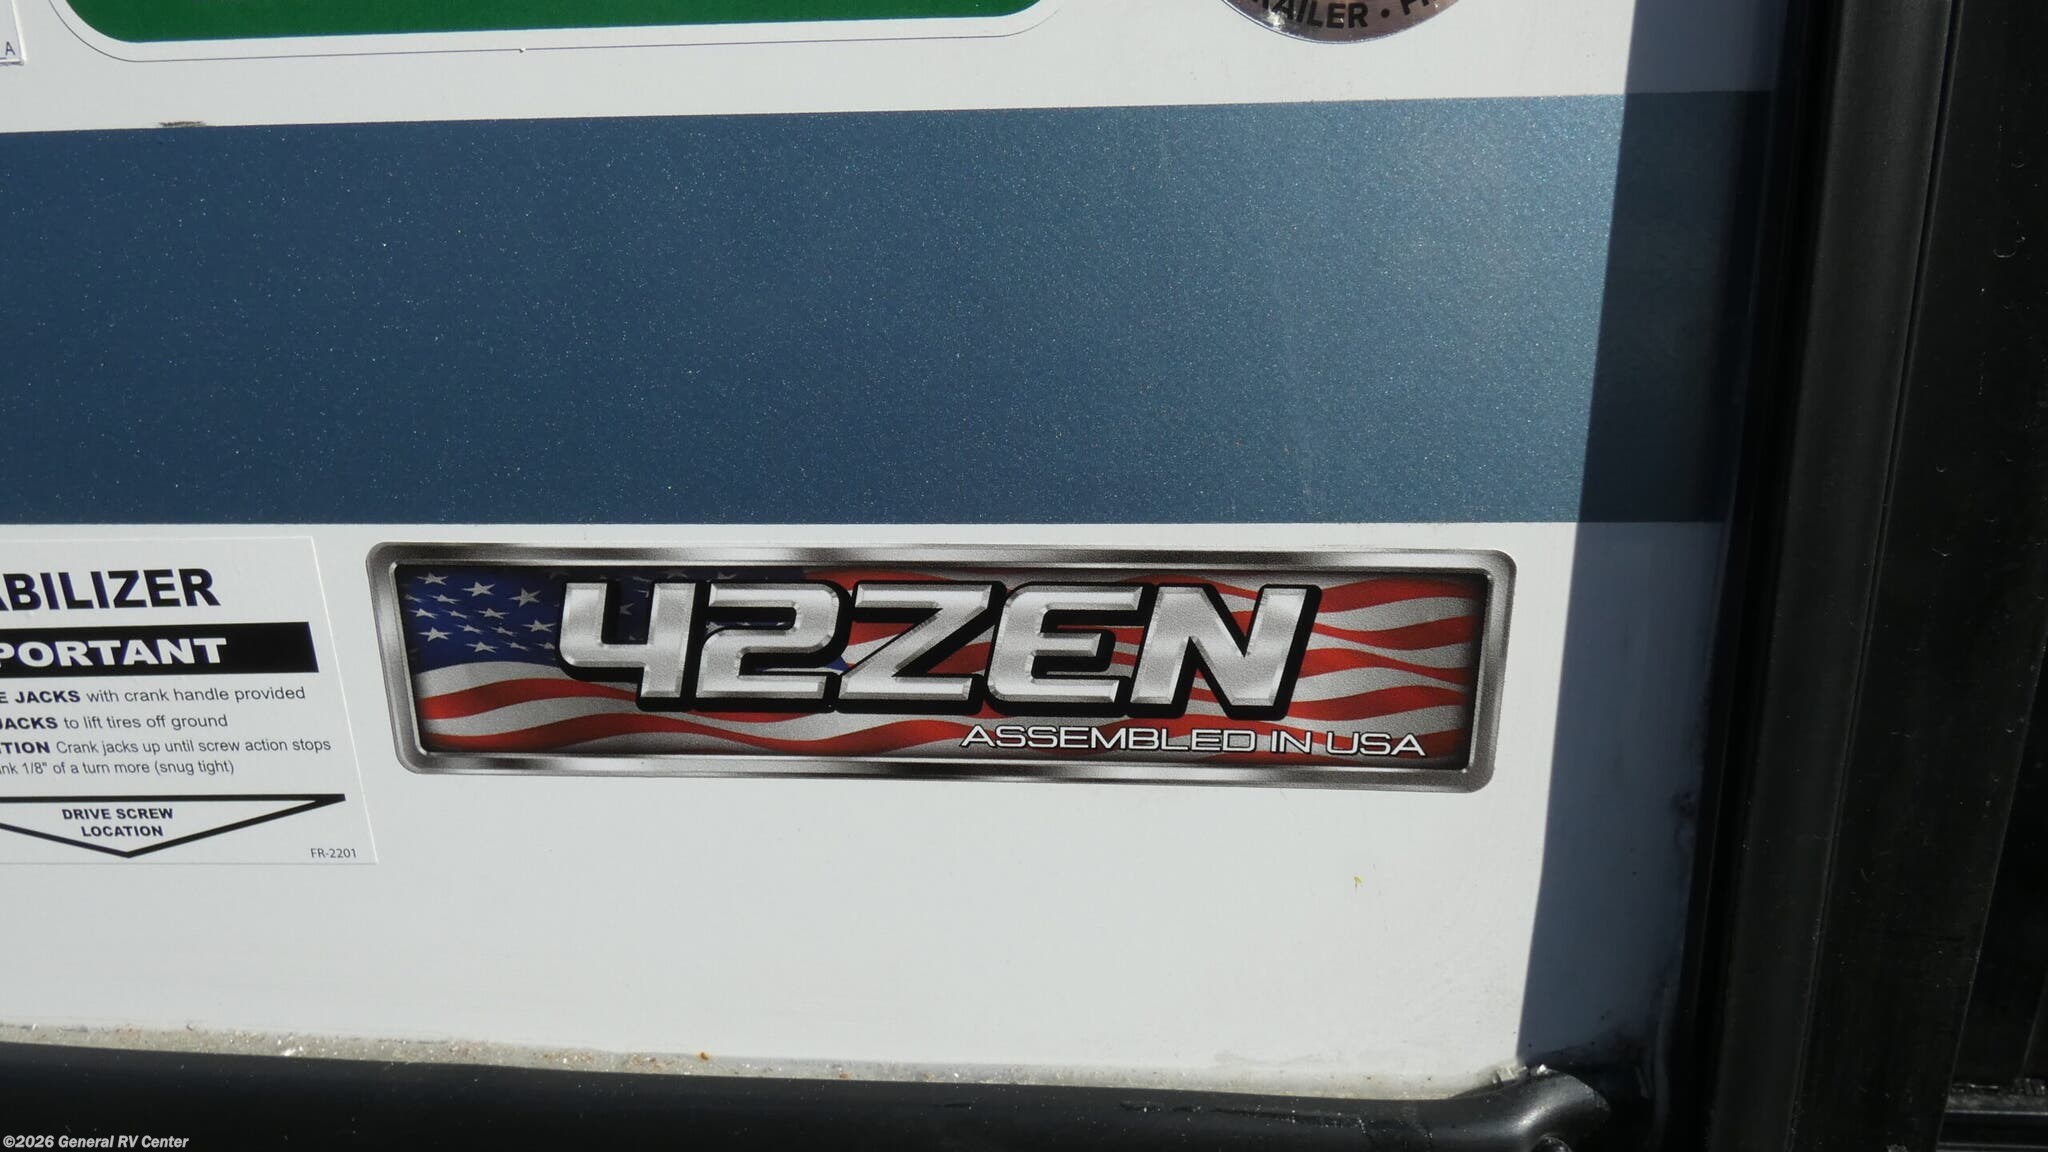 A
RAILER •
ABILIZER
PORTANT
E JACKS with crank handle provided
JACKS to lift tires off ground
TION Crank jacks up until screw action stops
nk 1/8" of a turn more (snug tight)
DRIVE SCREW
LOCATION
FR-2201
42ZEN
ASSEMBLED IN USA
©2026 General RV Center